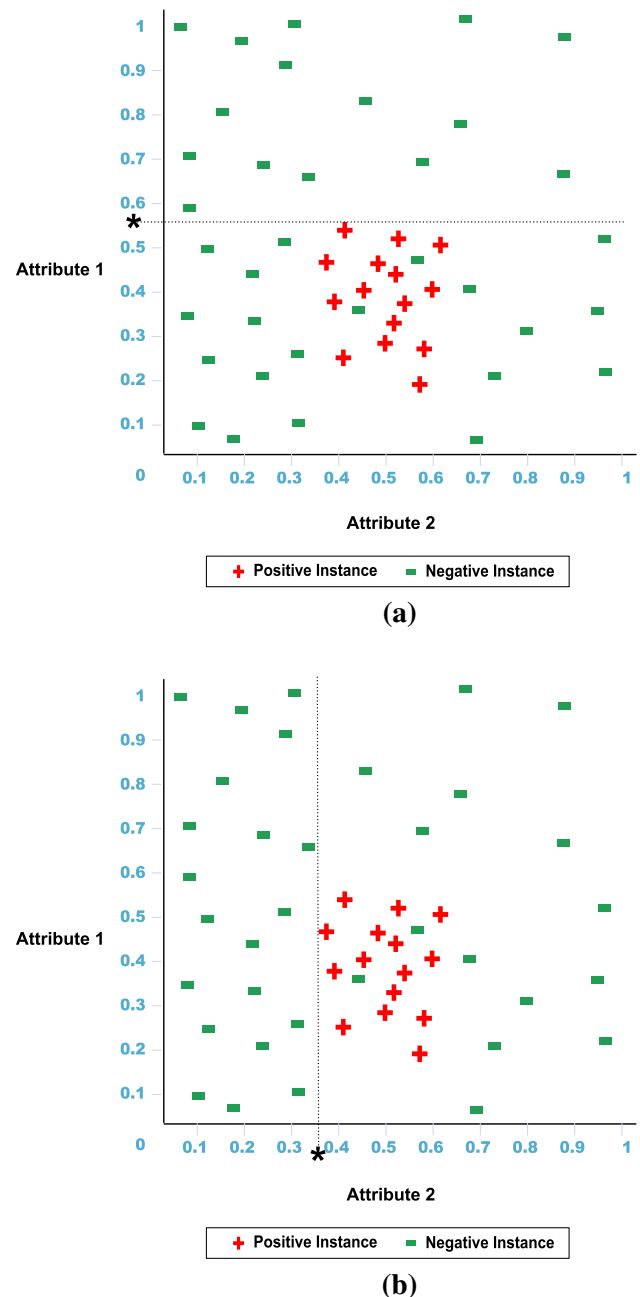 1
0.9
0.8
0.7
0.6
*
0.5
Attribute 1
0.4
0.3
0.2
0.1
0
0.1 0.2 0.3 0.4 0.5 0.6 0.7 0.8 0.9 1
Attribute 2
Positive Instance Negative Instance
(a)
1
0.9
0.8
0.7
0.6
0.5
Attribute 1
0.4
0.3
0.2
0.1
0
0.1 0.2 0.3 * 0.4 0.5 0.6 0.7 0.8 0.9 1
Attribute 2
Positive Instance Negative Instance
(b)